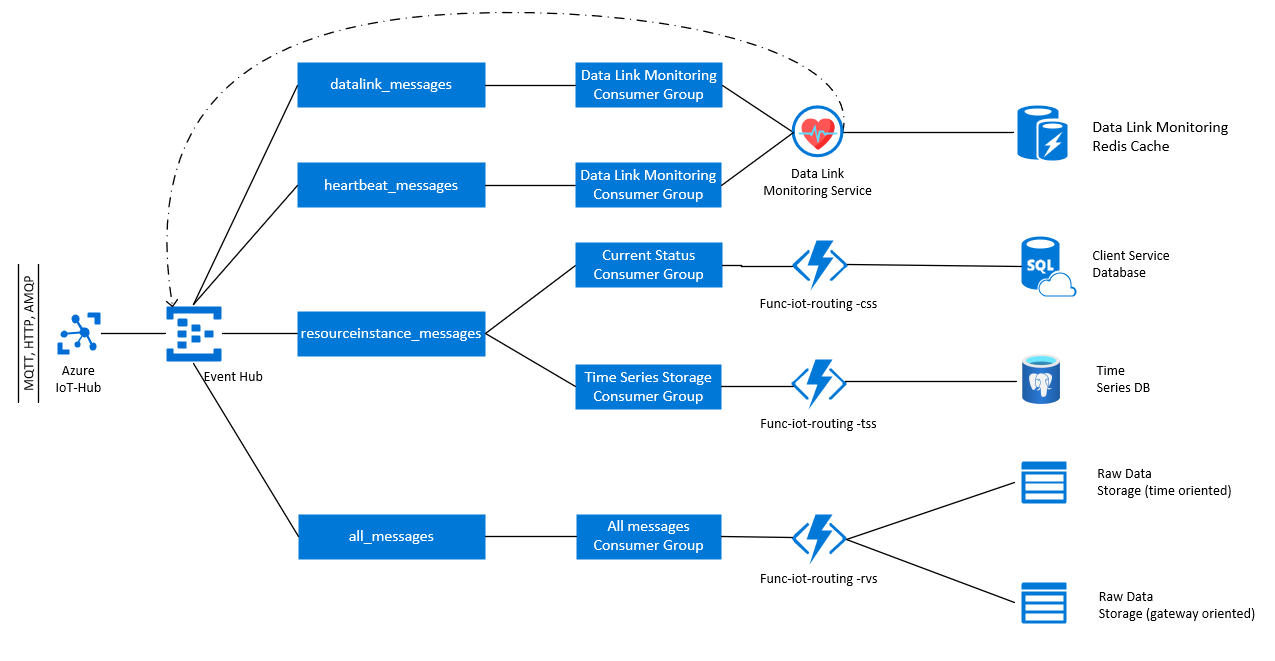 datalink_messages
Data Link Monitoring
Consumer Group
Data Link Monitoring
Redis Cache
Data Link
Monitoring Service
heartbeat_messages
Data Link Monitoring
Consumer Group
Current Status
Consumer Group
Func-iot-routing -css
SQL
Client Service
Database
MQTT, HTTP, AMQP
Azure
IoT-Hub
Event Hub
resourceinstance_messages
Time Series Storage
Consumer Group
Func-iot-routing -tss
Time
Series DB
all_messages
All messages
Consumer Group
Func-iot-routing -rvs
Raw Data
Storage (time oriented)
Raw Data
Storage (gateway oriented)